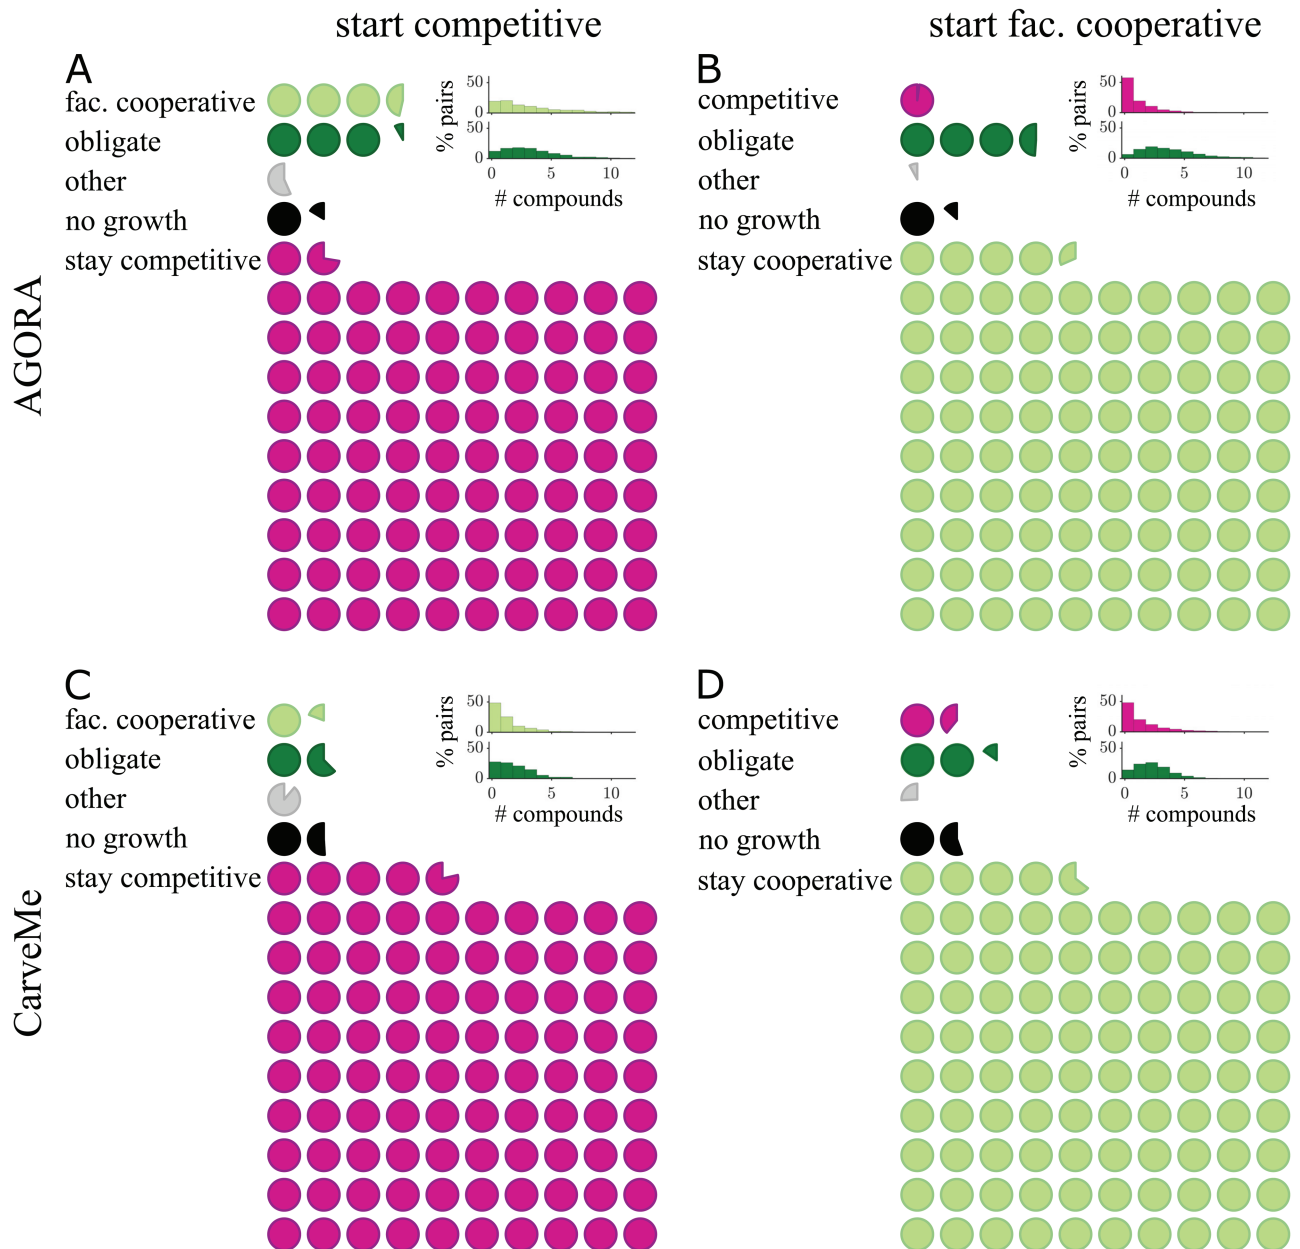 start competitive
start fac. cooperative
AGORA
A
fac. cooperative
obligate
other
no growth
stay competitive
% pairs
50
0
50
0
0 5 10
# compounds
B
competitive
obligate
other
no growth
stay cooperative
% pairs
50
0
50
0
0 5 10
# compounds
CarveMe
C
fac. cooperative
obligate
other
no growth
stay competitive
% pairs
50
0
50
0
0 5 10
# compounds
D
competitive
obligate
other
no growth
stay cooperative
% pairs
50
0
50
0
0 5 10
# compounds